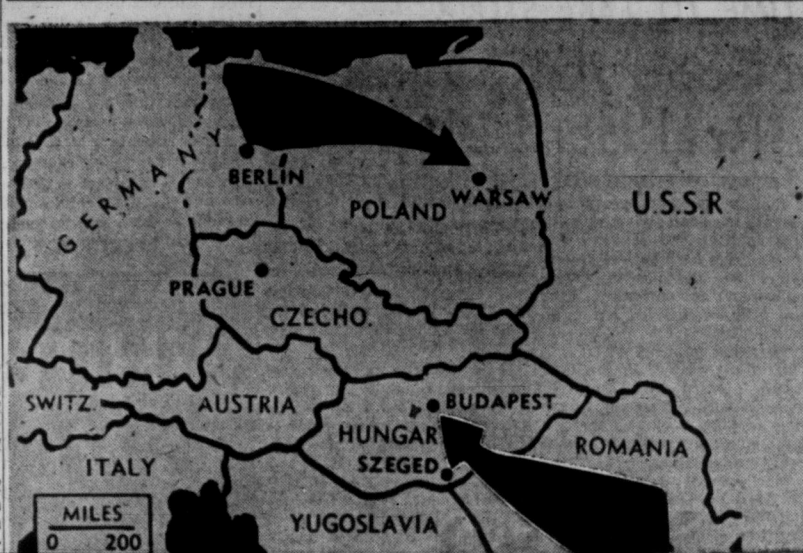 GERMANY
BERLIN
WARSAW
POLAND
U.S.S.R
PRAGUE
CZECHO.
SWITZ.
AUSTRIA
BUDAPEST
HUNGAR
ROMANIA
ITALY
SZEGED
MILES
0 200
YUGOSLAVIA